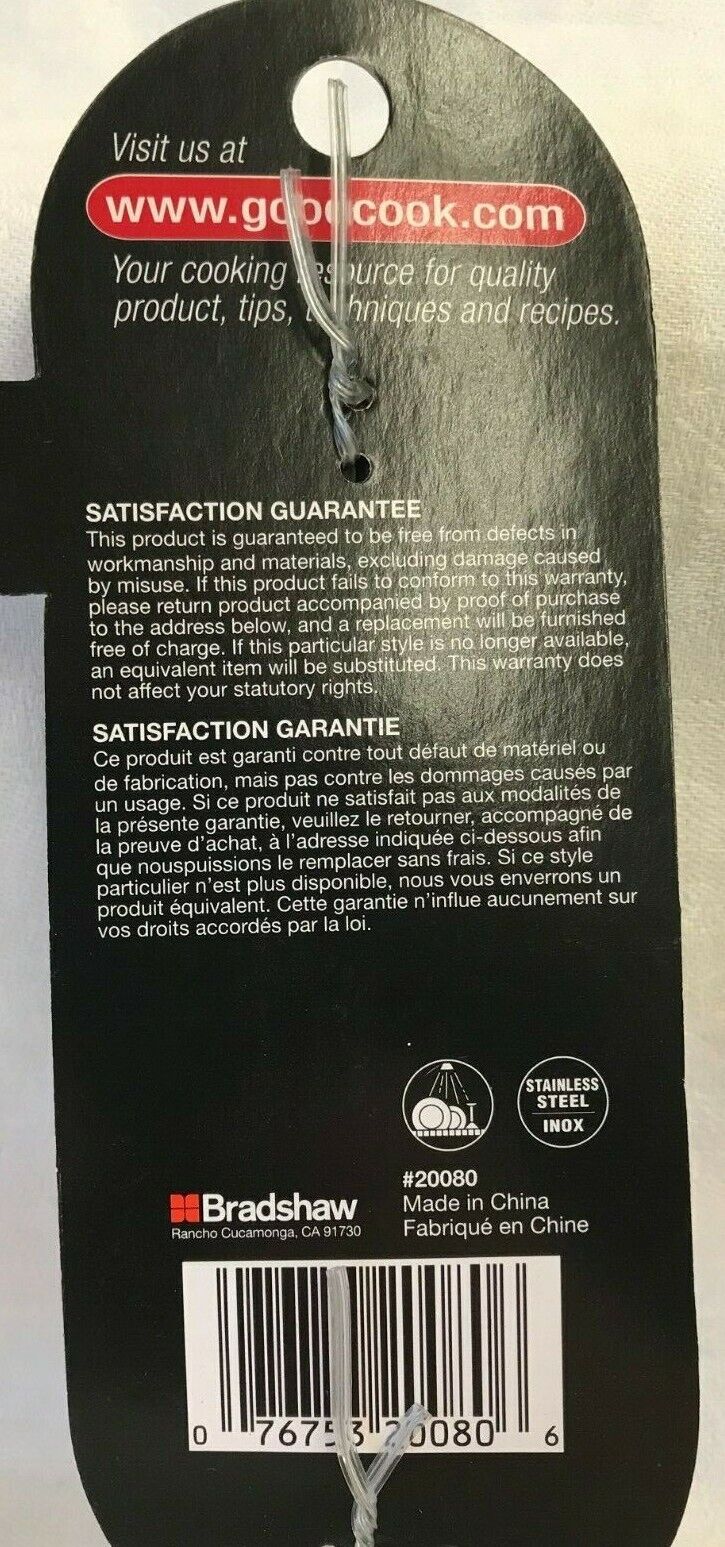 Visit us at
www.goodcook.com
Your cooking resource for quality
product, tips, techniques and recipes.
SATISFACTION GUARANTEE
This product is guaranteed to be free from defects in
workmanship and materials, excluding damage caused
by misuse. If this product fails to conform to this warranty,
please return product accompanied by proof of purchase
to the address below, and a replacement will be furnished
free of charge. If this particular style is no longer available,
an equivalent item will be substituted. This warranty does
not affect your statutory rights.
SATISFACTION GARANTIE
Ce produit est garanti contre tout défaut de matériel ou
de fabrication, mais pas contre les dommages causés par
un usage. Si ce produit ne satisfait pas aux modalités de
la présente garantie, veuillez le retourner, accompagné de
la preuve d'achat, à l'adresse indiquée ci-dessous afin
que nouspuissions le remplacer sans frais. Si ce style
particulier n'est plus disponible, nous vous enverrons un
produit équivalent. Cette garantie n'influe aucunement sur
vos droits accordés par la loi.
STAINLESS
STEEL
INOX
#20080
Made in China
Fabriqué en Chine
Bradshaw
Rancho Cucamonga, CA 91730
0 76753 20080 6